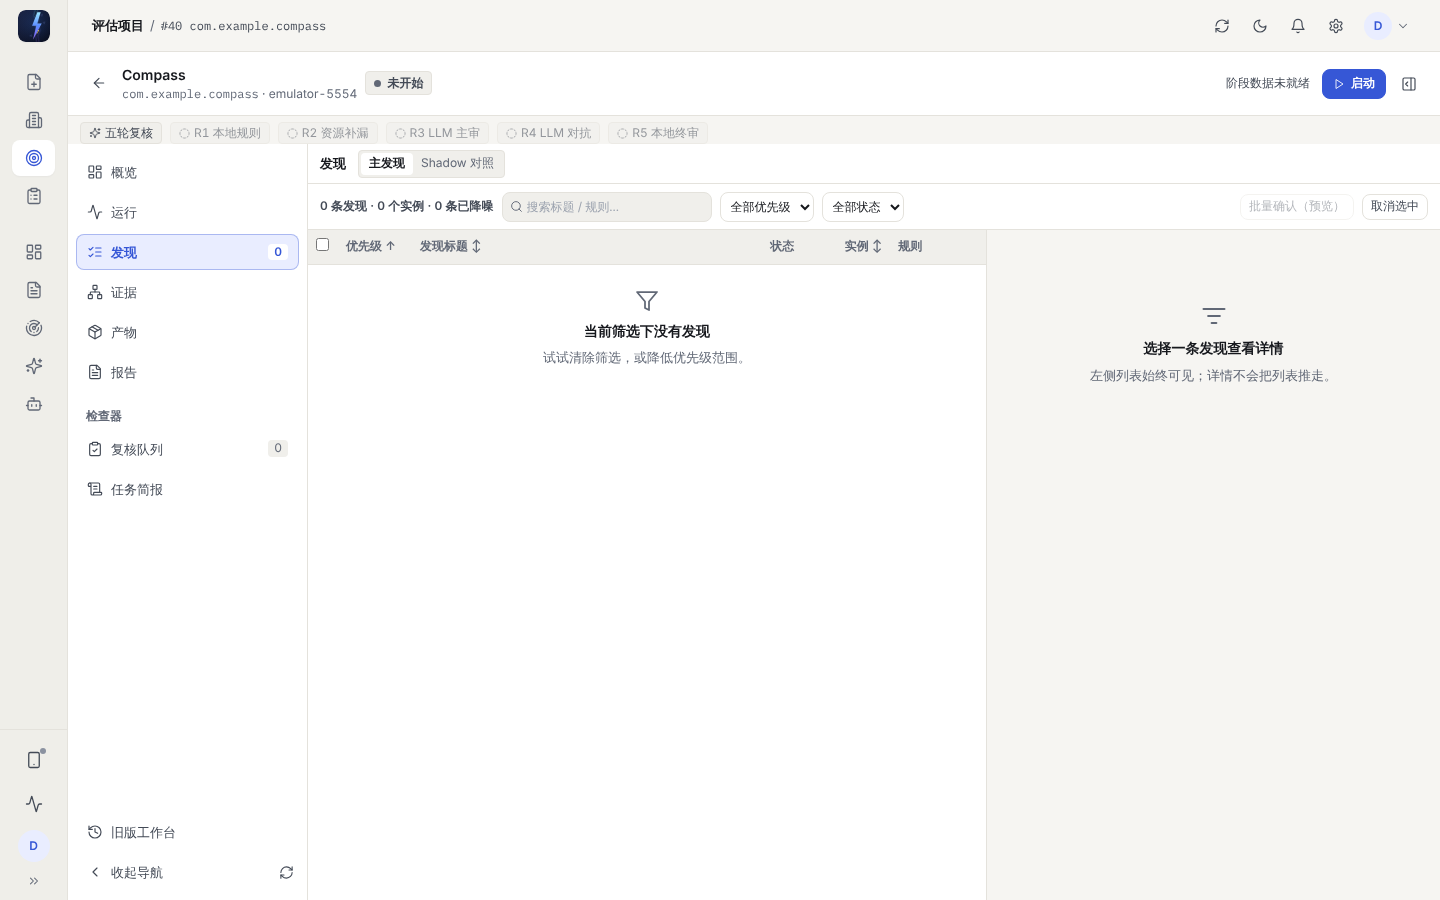 评估项目 / #40 com.example.compass
D
Compass
com.example.compass · emulator-5554
未开始
阶段数据未就绪
启动
五轮复核
R1 本地规则
R2 资源补漏
R3 LLM 主审
R4 LLM 对抗
R5 本地终审
概览
运行
发现 0
证据
产物
报告
检查器
复核队列 0
任务简报
旧版工作台
收起导航
D
发现
主发现
Shadow 对照
0 条发现 · 0 个实例 · 0 条已降噪
搜索标题 / 规则...
全部优先级
全部状态
批量确认（预览）
取消选中
优先级
发现标题
状态
实例
规则
当前筛选下没有发现
试试清除筛选，或降低优先级范围。
选择一条发现查看详情
左侧列表始终可见；详情不会把列表推走。